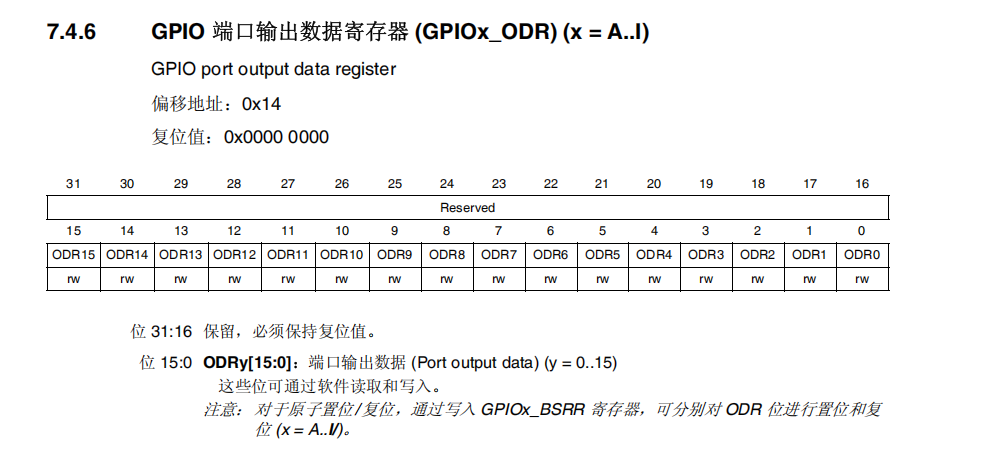 7.4.6 GPIO 端口输出数据寄存器 (GPIOx_ODR) (x = A..I)
GPIO port output data register
偏移地址：0x14
复位值：0x0000 0000
31 30 29 28 27 26 25 24 23 22 21 20 19 18 17 16
Reserved
15 14 13 12 11 10 9 8 7 6 5 4 3 2 1 0
ODR15 ODR14 ODR13 ODR12 ODR11 ODR10 ODR9 ODR8 ODR7 ODR6 ODR5 ODR4 ODR3 ODR2 ODR1 ODR0
rw rw rw rw rw rw rw rw rw rw rw rw rw rw rw rw
位 31:16 保留，必须保持复位值。
位 15:0 ODRy[15:0]：端口输出数据 (Port output data) (y = 0..15)
这些位可通过软件读取和写入。
注意：对于原子置位/复位，通过写入 GPIOx_BSRR 寄存器，可分别对 ODR 位进行置位和复
位 (x = A..I/)。